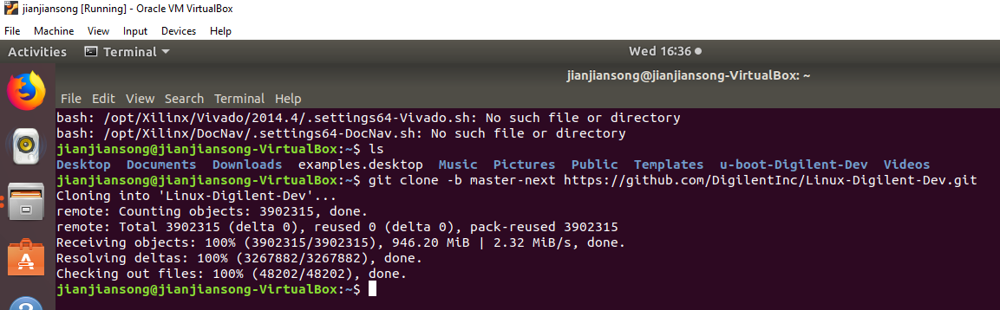 jianjiansong [Running] - Oracle VM VirtualBox
File Machine View Input Devices Help
Activities Terminal Wed 16:36
jianjiansong@jianjiansong-VirtualBox: ~
File Edit View Search Terminal Help
bash: /opt/Xilinx/Vivado/2014.4/.settings64-Vivado.sh: No such file or directory
bash: /opt/Xilinx/DocNav/.settings64-DocNav.sh: No such file or directory
jianjiansong@jianjiansong-VirtualBox:~$ ls
Desktop Documents Downloads examples.desktop Music Pictures Public Templates u-boot-Digilent-Dev Videos
jianjiansong@jianjiansong-VirtualBox:~$ git clone -b master-next https://github.com/DigilentInc/Linux-Digilent-Dev.git
Cloning into 'Linux-Digilent-Dev'...
remote: Counting objects: 3902315, done.
remote: Total 3902315 (delta 0), reused 0 (delta 0), pack-reused 3902315
Receiving objects: 100% (3902315/3902315), 946.20 MiB | 2.32 MiB/s, done.
Resolving deltas: 100% (3267882/3267882), done.
Checking out files: 100% (48202/48202), done.
jianjiansong@jianjiansong-VirtualBox:~$